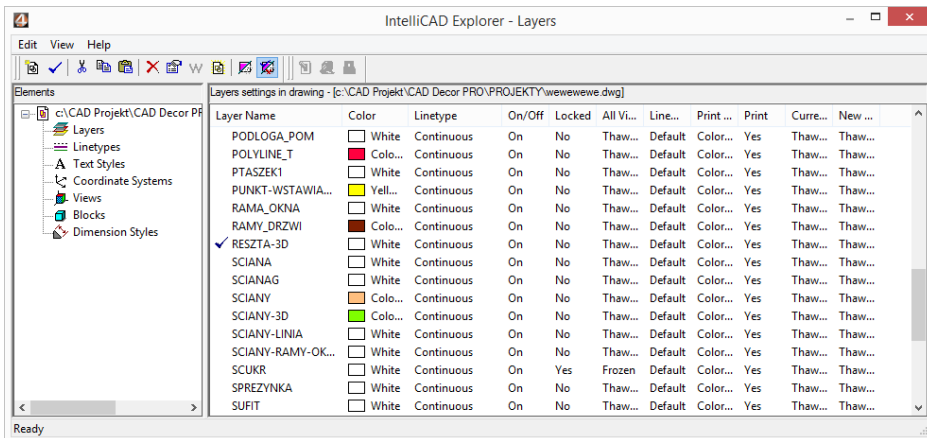 IntelliCAD Explorer - Layers
Edit View Help
Elements
Layers settings in drawing - [c:\CAD Projekt\CAD Decor PRO\PROJEKTY\wewewewe.dwg]
c:\CAD Projekt\CAD Decor PF
Layers
Linetypes
Text Styles
Coordinate Systems
Views
Blocks
Dimension Styles
Layer Name Color Linetype On/Off Locked All Vi... Line... Print ... Print Curre... New ...
PODLOGA_POM White Continuous On No Thaw... Default Color... Yes Thaw... Thaw...
POLYLINE_T Colo... Continuous On No Thaw... Default Color... Yes Thaw... Thaw...
PTASZEK1 White Continuous On No Thaw... Default Color... Yes Thaw... Thaw...
PUNKT-WSTAWIA... Yell... Continuous On No Thaw... Default Color... Yes Thaw... Thaw...
RAMA_OKNA White Continuous On No Thaw... Default Color... Yes Thaw... Thaw...
RAMY_DRZWI Colo... Continuous On No Thaw... Default Color... Yes Thaw... Thaw...
RESZTA-3D White Continuous On No Thaw... Default Color... Yes Thaw... Thaw...
SCIANA White Continuous On No Thaw... Default Color... Yes Thaw... Thaw...
SCIANAG White Continuous On No Thaw... Default Color... Yes Thaw... Thaw...
SCIANY Colo... Continuous On No Thaw... Default Color... Yes Thaw... Thaw...
SCIANY-3D Colo... Continuous On No Thaw... Default Color... Yes Thaw... Thaw...
SCIANY-LINIA White Continuous On No Thaw... Default Color... Yes Thaw... Thaw...
SCIANY-RAMY-OK... White Continuous On No Thaw... Default Color... Yes Thaw... Thaw...
SCUKR White Continuous On Yes Frozen Default Color... Yes Thaw... Thaw...
SPREZYNKA White Continuous On No Thaw... Default Color... Yes Thaw... Thaw...
SUFIT White Continuous On No Thaw... Default Color... Yes Thaw... Thaw...
Ready